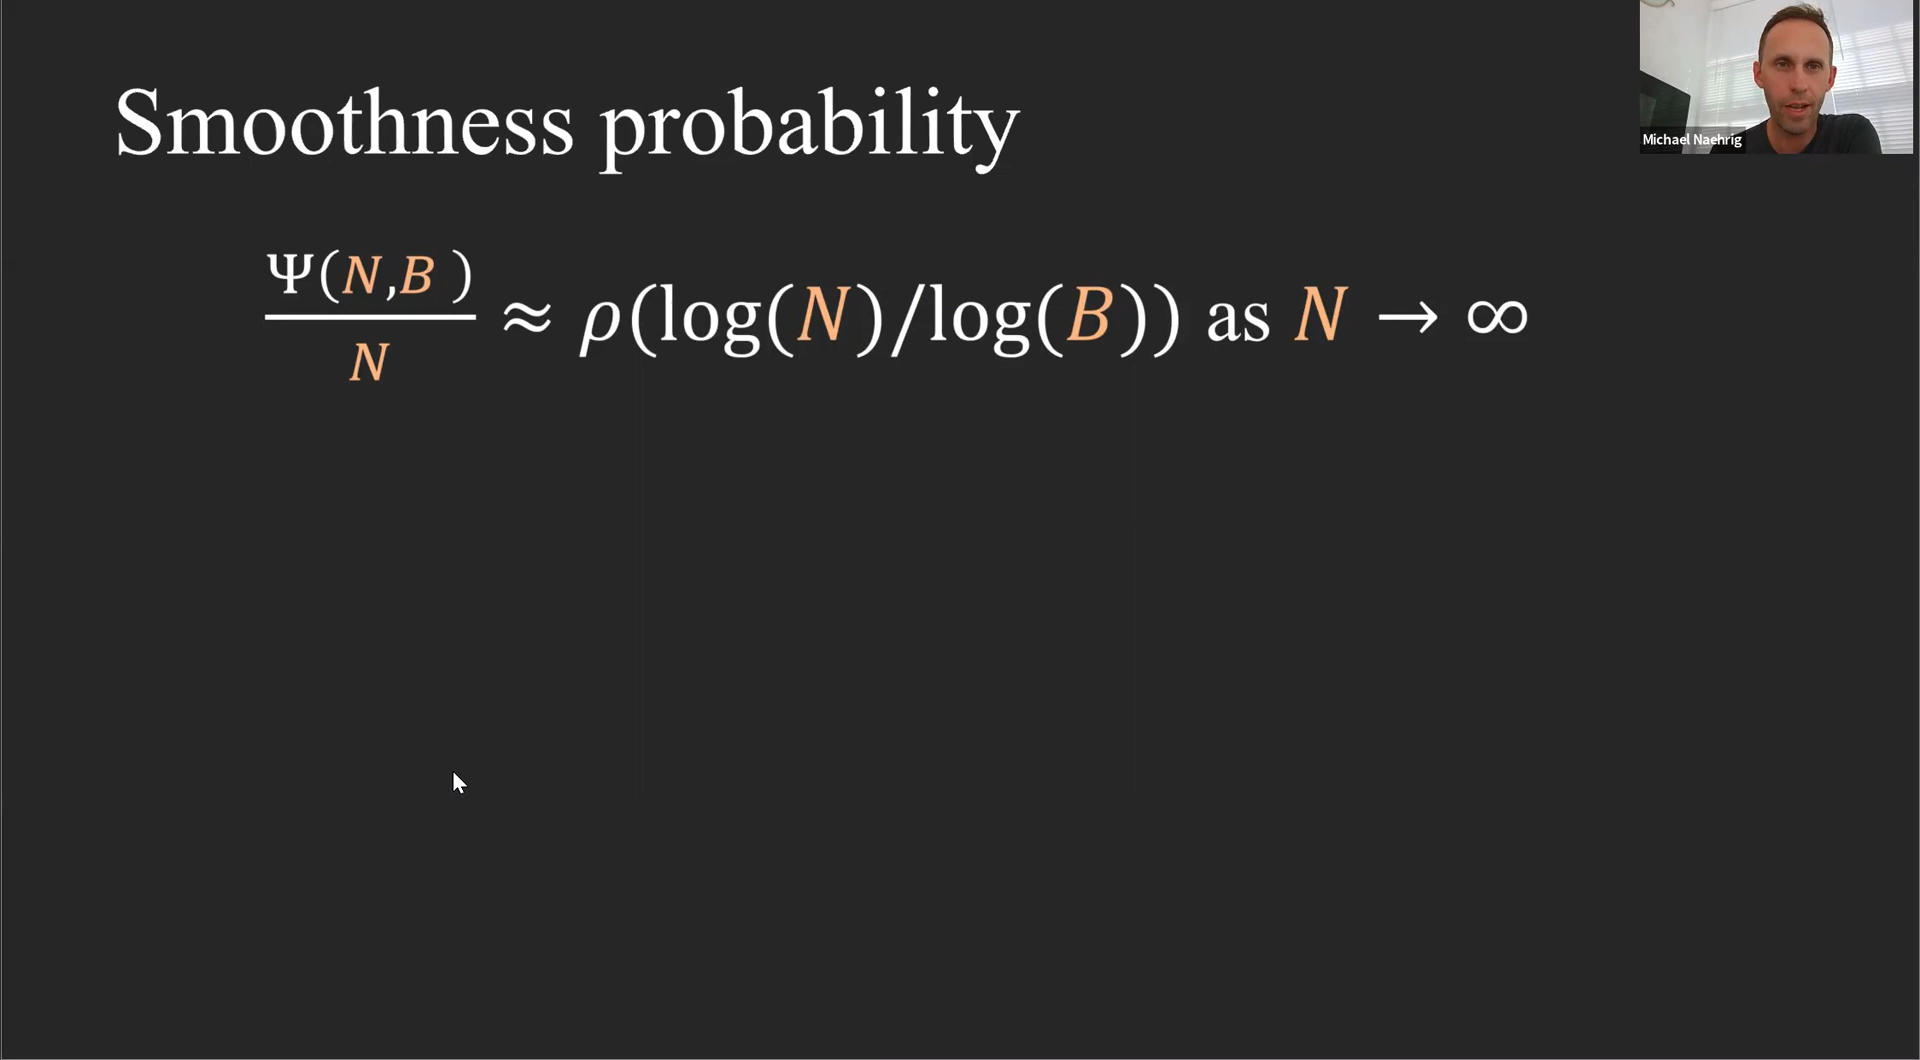 Smoothness probability
Ψ(N,B )
N
≈ ρ(log(N)/log(B)) as N → ∞
Michael Naehrig